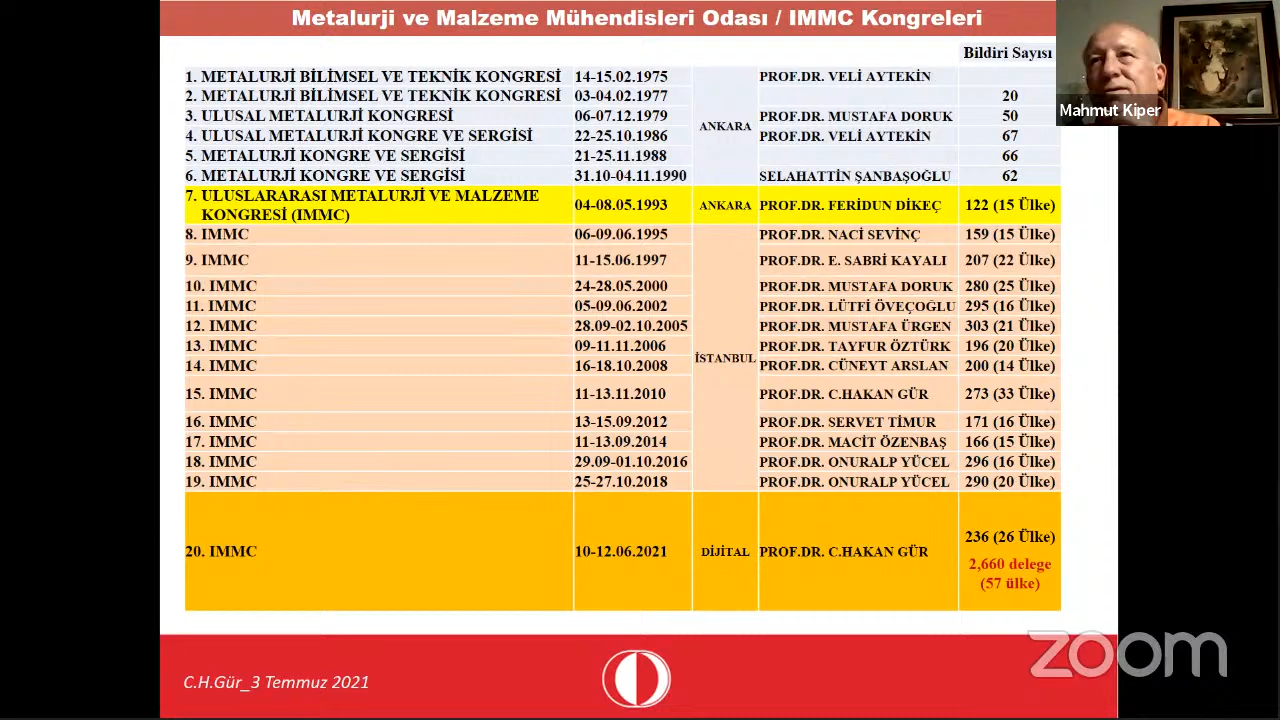 Metalurji ve Malzeme Mühendisleri Odası / IMMC Kongreleri
Bildiri Sayısı
1. METALURJİ BİLİMSEL VE TEKNİK KONGRESİ 14-15.02.1975 PROF.DR. VELİ AYTEKİN
2. METALURJİ BİLİMSEL VE TEKNİK KONGRESİ 03-04.02.1977 20
3. ULUSAL METALURJİ KONGRESİ 06-07.12.1979 PROF.DR. MUSTAFA DORUK 50
ANKARA
4. ULUSAL METALURJİ KONGRE VE SERGİSİ 22-25.10.1986 PROF.DR. VELİ AYTEKİN 67
5. METALURJİ KONGRE VE SERGİSİ 21-25.11.1988 66
6. METALURJİ KONGRE VE SERGİSİ 31.10-04.11.1990 SELAHATTİN ŞANBAŞOĞLU 62
7. ULUSLARARASI METALURJİ VE MALZEME
KONGRESİ (IMMC) 04-08.05.1993 ANKARA PROF.DR. FERİDUN DİKEÇ 122 (15 Ülke)
8. IMMC 06-09.06.1995 PROF.DR. NACİ SEVİNÇ 159 (15 Ülke)
9. IMMC 11-15.06.1997 PROF.DR. E. SABRİ KAYALI 207 (22 Ülke)
10. IMMC 24-28.05.2000 PROF.DR. MUSTAFA DORUK 280 (25 Ülke)
11. IMMC 05-09.06.2002 PROF.DR. LÜTFİ ÖVEÇOĞLU 295 (16 Ülke)
12. IMMC 28.09-02.10.2005 PROF.DR. MUSTAFA ÜRGEN 303 (21 Ülke)
13. IMMC 09-11.11.2006 PROF.DR. TAYFUR ÖZTÜRK 196 (20 Ülke)
İSTANBUL
14. IMMC 16-18.10.2008 PROF.DR. CÜNEYT ARSLAN 200 (14 Ülke)
15. IMMC 11-13.11.2010 PROF.DR. C.HAKAN GÜR 273 (33 Ülke)
16. IMMC 13-15.09.2012 PROF.DR. SERVET TİMUR 171 (16 Ülke)
17. IMMC 11-13.09.2014 PROF.DR. MACİT ÖZENBAŞ 166 (15 Ülke)
18. IMMC 29.09-01.10.2016 PROF.DR. ONURALP YÜCEL 296 (16 Ülke)
19. IMMC 25-27.10.2018 PROF.DR. ONURALP YÜCEL 290 (20 Ülke)
20. IMMC 10-12.06.2021 DİJİTAL PROF.DR. C.HAKAN GÜR 236 (26 Ülke)
2,660 delege
(57 ülke)
C.H.Gür_3 Temmuz 2021
Mahmut Kiper
zoom